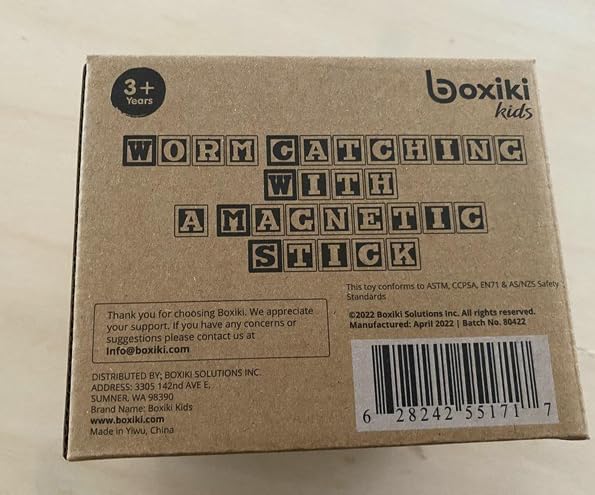 3+
Years
boxiki
kids
WORM CATCHING
WITH
A MAGNETIC
STICK
This toy conforms to ASTM, CCPSA, EN71 & AS/NZS Safety
Standards
Thank you for choosing Boxiki. We appreciate
your support. If you have any concerns or
suggestions please contact us at
Info@boxiki.com
©2022 Boxiki Solutions Inc. All rights reserved.
Manufactured: April 2022 | Batch No. 80422
DISTRIBUTED BY: BOXIKI SOLUTIONS INC.
ADDRESS: 3305 142nd AVE E,
SUMNER, WA 98390
Brand Name: Boxiki Kids
www.boxiki.com
Made in Yiwu, China
6 28242 55171 7